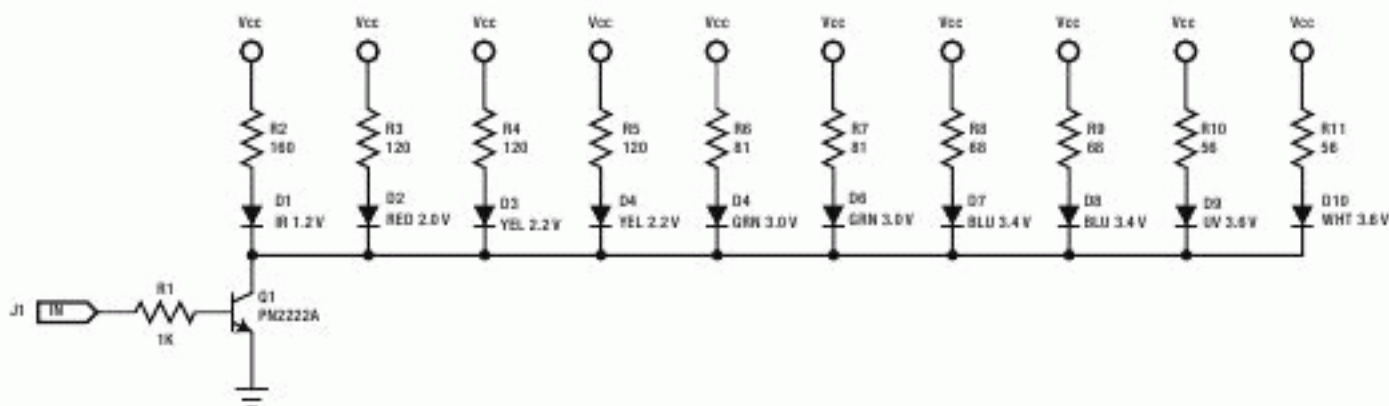 Vcc Vcc Vcc Vcc Vcc Vcc Vcc Vcc Vcc Vcc
R2 R3 R4 R5 R6 R7 R8 R9 R10 R11
160 120 120 120 81 81 68 68 56 56
D1 D2 D3 D4 D4 D6 D7 D8 D9 D10
IR 1.2 V RED 2.0 V YEL 2.2 V YEL 2.2 V GRN 3.0 V GRN 3.0 V BLU 3.4 V BLU 3.4 V UV 3.6 V WHT 3.6 V
R1 Q1
J1 IN PN2222A
1K